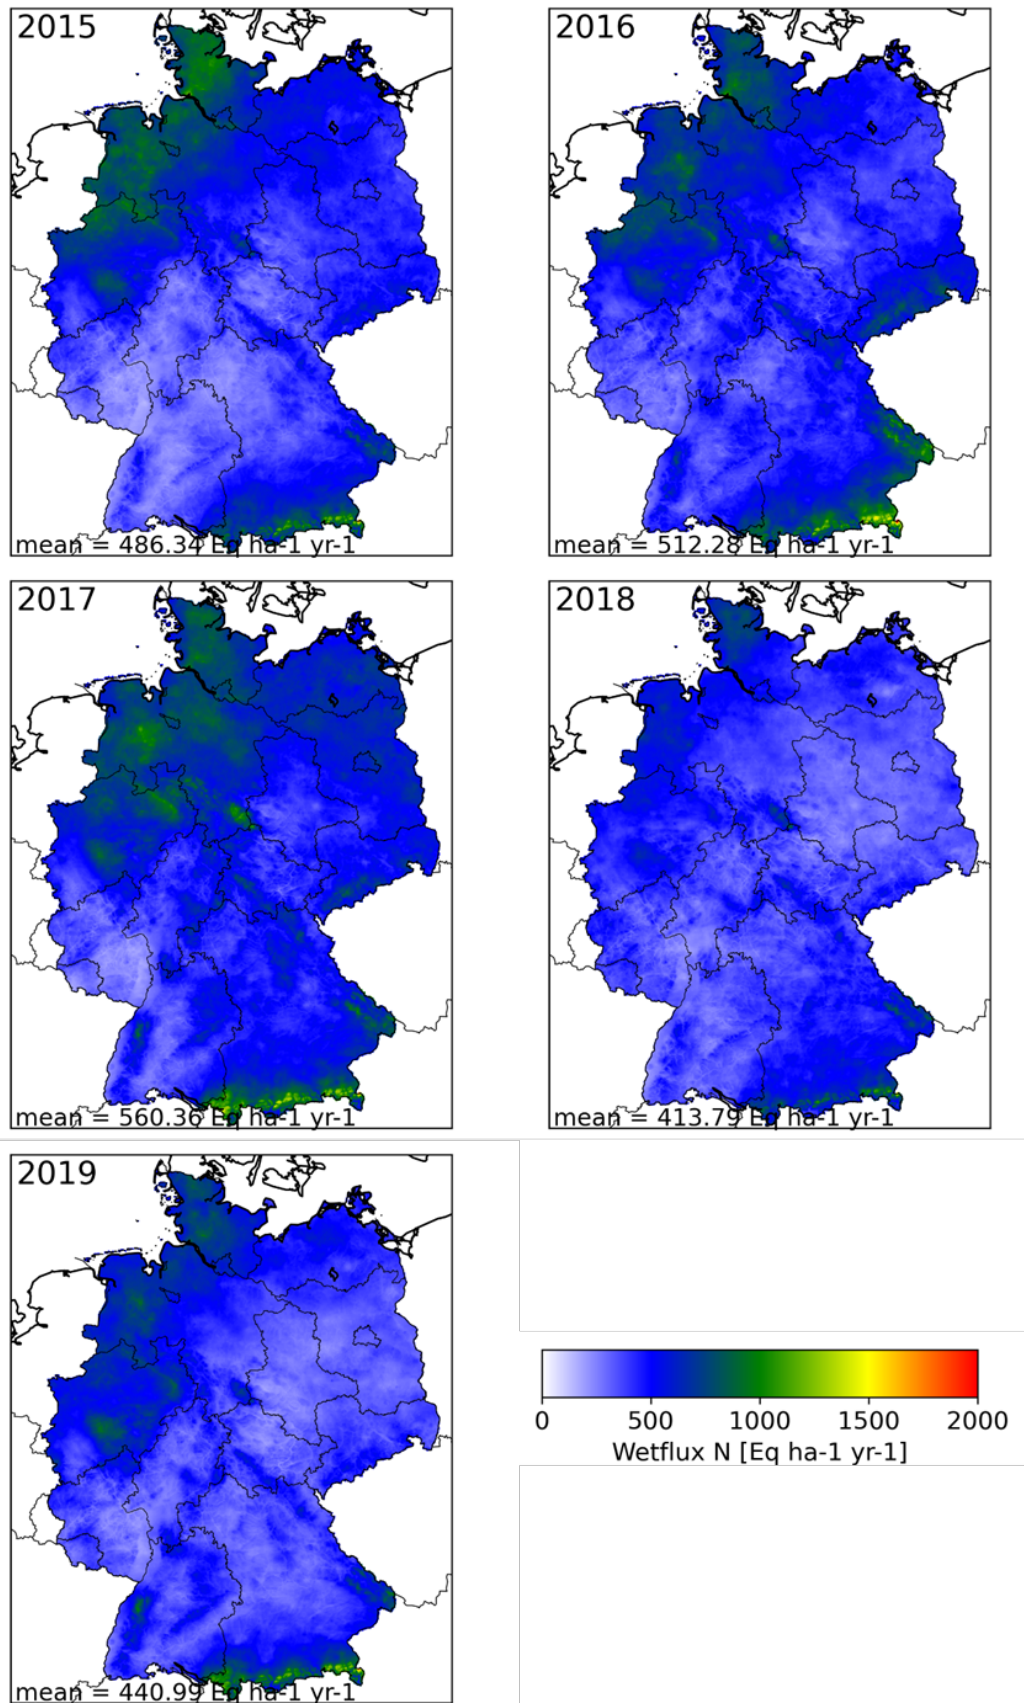 2015
mean = 486.34 Eq ha-1 yr-1
2016
mean = 512.28 Eq ha-1 yr-1
2017
mean = 560.36 Eq ha-1 yr-1
2018
mean = 413.79 Eq ha-1 yr-1
2019
mean = 440.99 Eq ha-1 yr-1
0 500 1000 1500 2000
Wetflux N [Eq ha-1 yr-1]